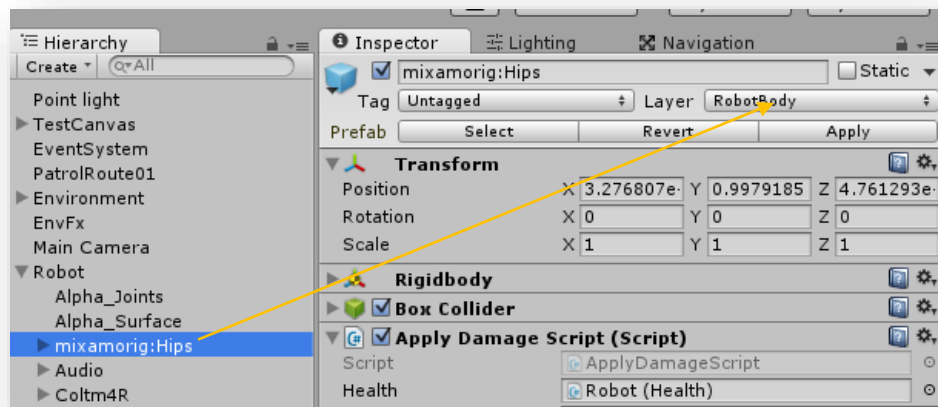 Hierarchy
Create
All
Point light
TestCanvas
EventSystem
PatrolRoute01
Environment
EnvFx
Main Camera
Robot
Alpha_Joints
Alpha_Surface
mixamorig:Hips
Audio
Coltm4R
Inspector Lighting Navigation
mixamorig:Hips Static
Tag Untagged Layer RobotBody
Prefab Select Revert Apply
Transform
Position X 3.276807e- Y 0.9979185 Z 4.761293e-
Rotation X 0 Y 0 Z 0
Scale X 1 Y 1 Z 1
Rigidbody
Box Collider
Apply Damage Script (Script)
Script ApplyDamageScript
Health Robot (Health)